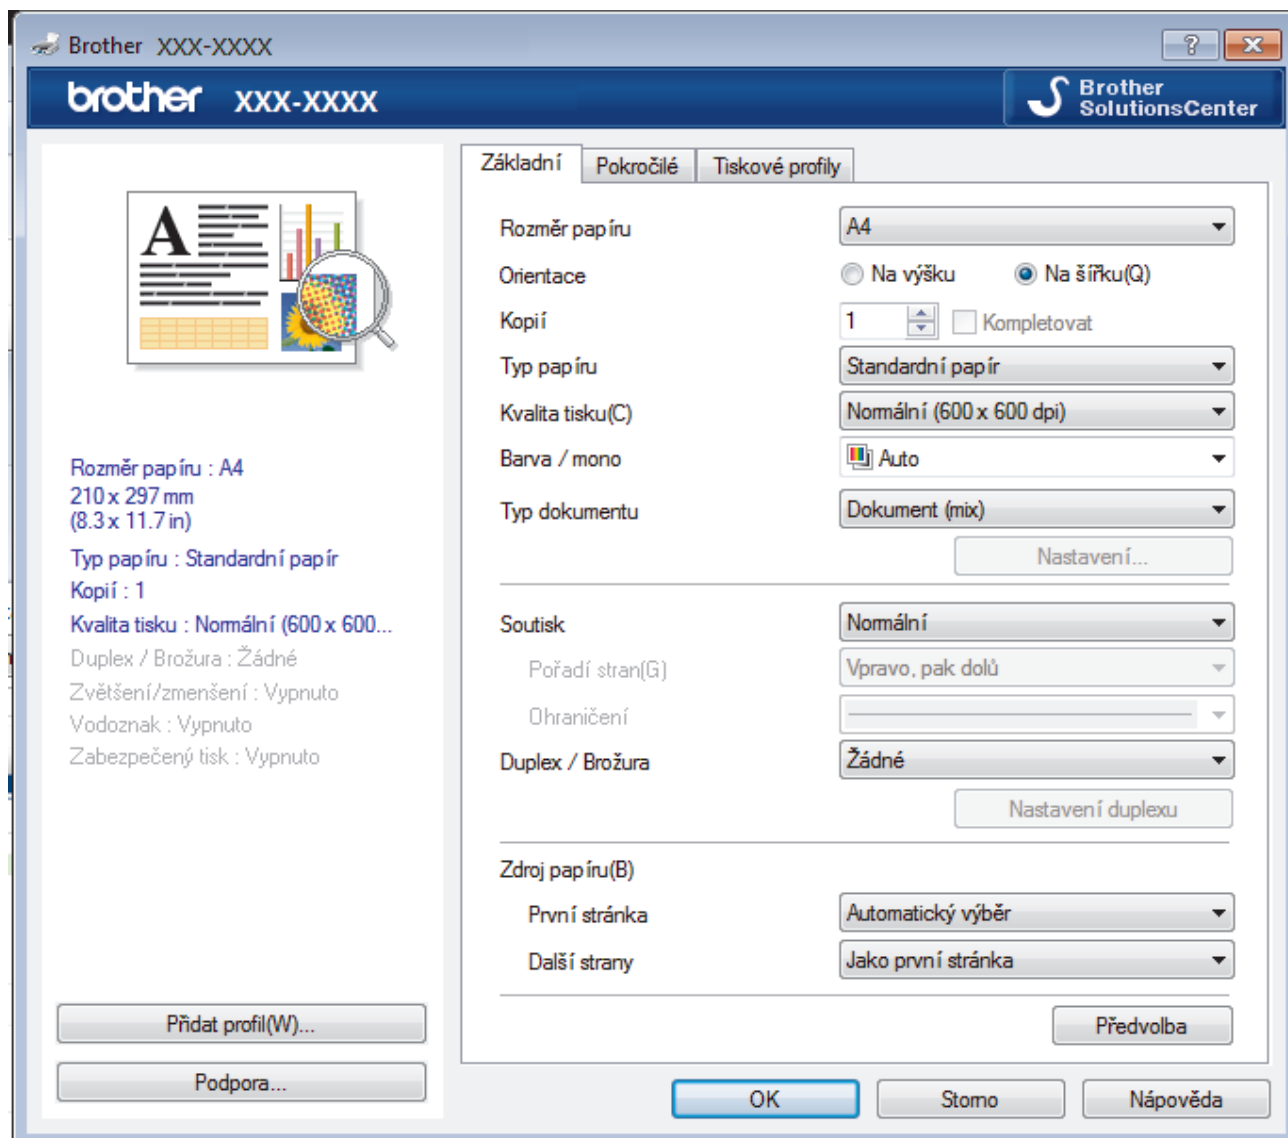 Brother XXX-XXXX
brother XXX-XXXX
Brother
SolutionsCenter
A
Rozměr papíru : A4
210 x 297 mm
(8.3 x 11.7 in)
Typ papíru : Standardní papír
Kopií : 1
Kvalita tisku : Normální (600 x 600...
Duplex / Brožura : Žádné
Zvětšení/zmenšení : Vypnuto
Vodoznak : Vypnuto
Zabezpečený tisk : Vypnuto
Přidat profil(W)...
Podpora...
Základní Pokročilé Tiskové profily
Rozměr papíru A4
Orientace Na výšku Na šířku(Q)
Kopií 1 Kompletovat
Typ papíru Standardní papír
Kvalita tisku(C) Normální (600 x 600 dpi)
Barva / mono Auto
Typ dokumentu Dokument (mix)
Nastavení...
Soutisk Normální
Pořadí stran(G) Vpravo, pak dolů
Ohraničení
Duplex / Brožura Žádné
Nastavení duplexu
Zdroj papíru(B)
První stránka Automatický výběr
Další strany Jako první stránka
Předvolba
OK Storno Nápověda